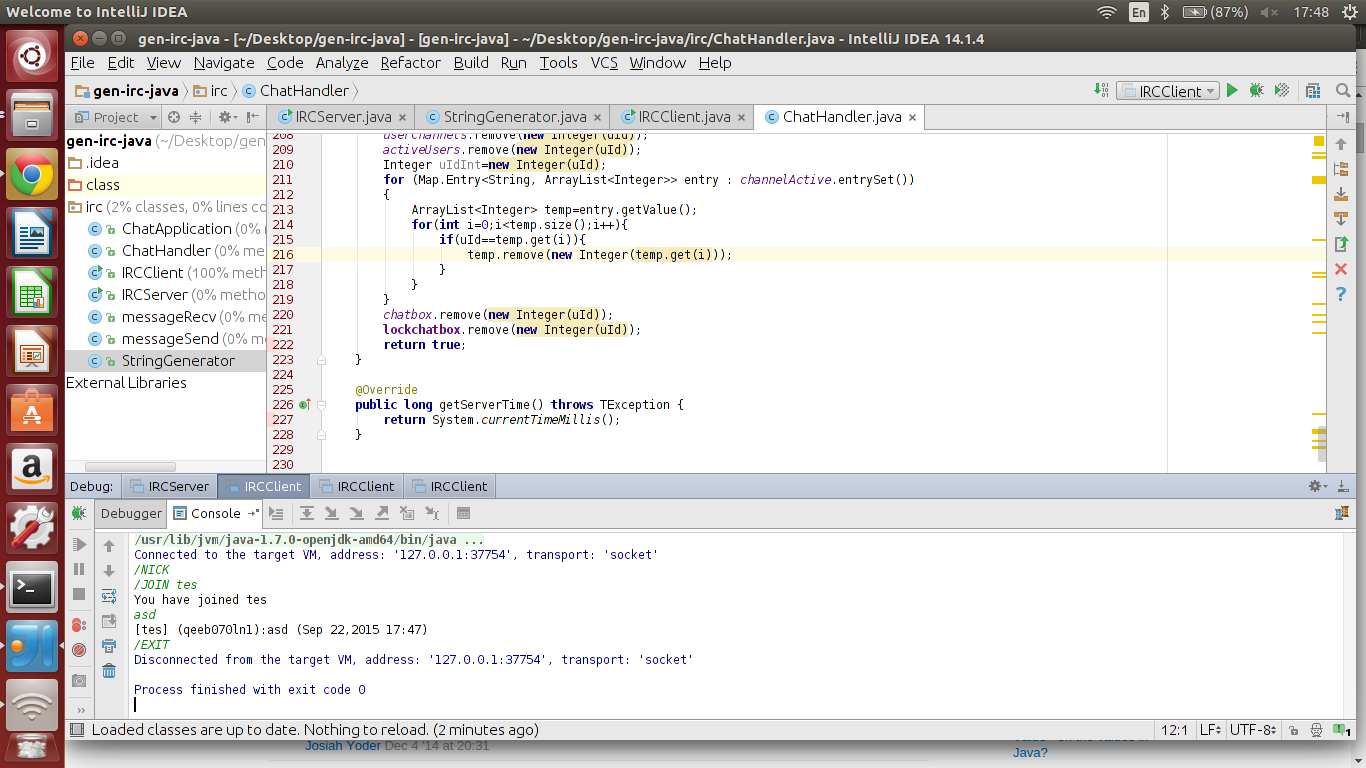 Welcome to IntelliJ IDEA
En
(87%)
17:48
gen-irc-java - [~/Desktop/gen-irc-java] - [gen-irc-java] - ~/Desktop/gen-irc-java/irc/ChatHandler.java - IntelliJ IDEA 14.1.4
File Edit View Navigate Code Analyze Refactor Build Run Tools VCS Window Help
gen-irc-java irc ChatHandler
IRCClient
Project
IRCServer.java StringGenerator.java IRCClient.java ChatHandler.java
gen-irc-java (~/Desktop/gen
.idea
class
irc (2% classes, 0% lines co
ChatApplication (0%
ChatHandler (0% me
IRCClient (100% meth
IRCServer (0% metho
messageRecv (0% m
messageSend (0% m
StringGenerator
External Libraries
208 userchannels.remove(new Integer(uId));
209 activeUsers.remove(new Integer(uId));
210 Integer uIdInt=new Integer(uId);
211 for (Map.Entry<String, ArrayList<Integer>> entry : channelActive.entrySet())
212 {
213 ArrayList<Integer> temp=entry.getValue();
214 for(int i=0;i<temp.size();i++){
215 if(uId==temp.get(i)){
216 temp.remove(new Integer(temp.get(i)));
217 }
218 }
219 }
220 chatbox.remove(new Integer(uId));
221 lockchatbox.remove(new Integer(uId));
222 return true;
223 }
224
225 @Override
226 public long getServerTime() throws TException {
227 return System.currentTimeMillis();
228 }
229
230
Debug: IRCServer IRCClient IRCClient IRCClient
Debugger Console
/usr/lib/jvm/java-1.7.0-openjdk-amd64/bin/java ...
Connected to the target VM, address: '127.0.0.1:37754', transport: 'socket'
/NICK
/JOIN tes
You have joined tes
asd
[tes] (qeeb070ln1):asd (Sep 22,2015 17:47)
/EXIT
Disconnected from the target VM, address: '127.0.0.1:37754', transport: 'socket'
Process finished with exit code 0
Loaded classes are up to date. Nothing to reload. (2 minutes ago)
12:1 LF UTF-8 1
Josiah Yoder Dec 4 '14 at 20:31
Java?